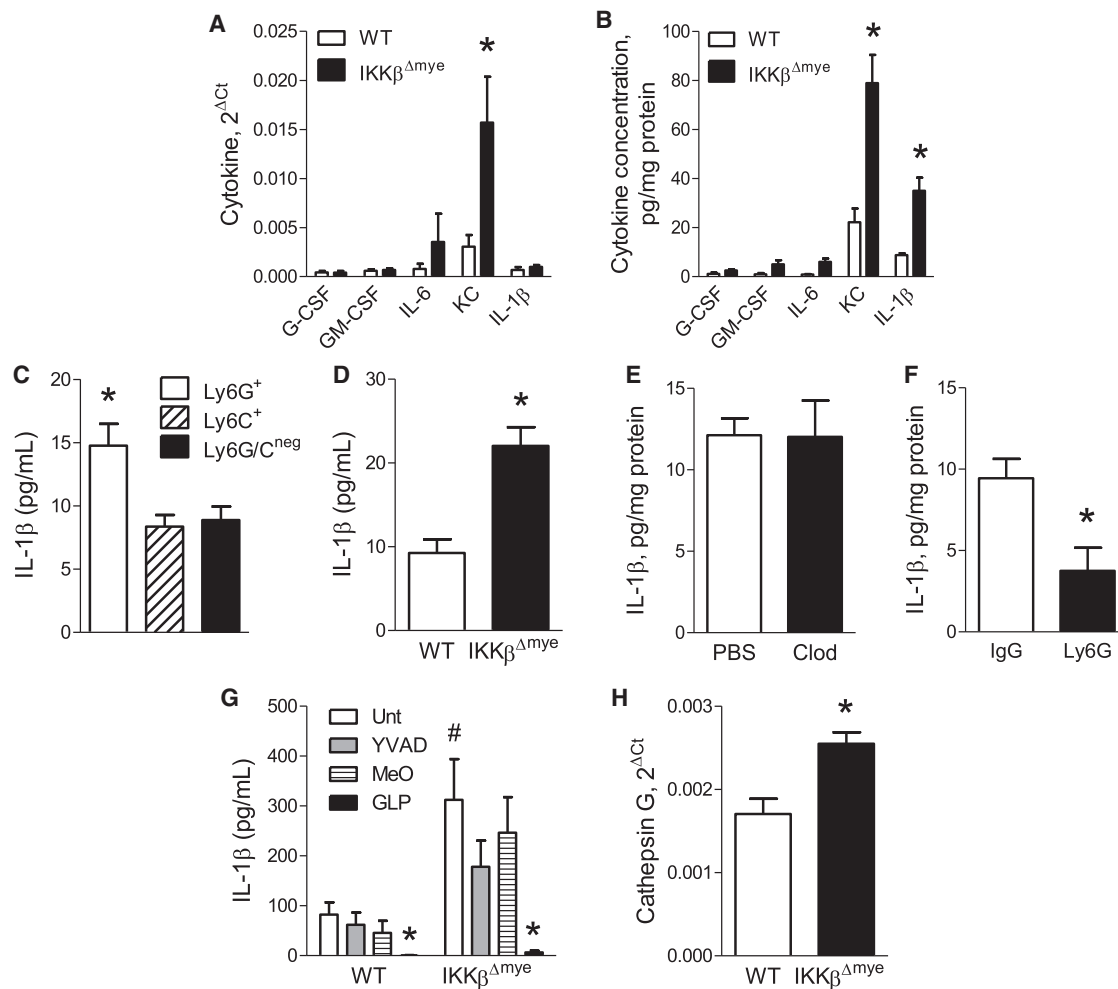 A
Cytokine, 2^ΔCt
0.025
0.020
0.015
0.010
0.005
0.000
WT
IKKβ^Δmye
*
G-CSF
GM-CSF
IL-6
KC
IL-1β
B
Cytokine concentration,
pg/mg protein
100
80
60
40
20
0
WT
IKKβ^Δmye
*
*
G-CSF
GM-CSF
IL-6
KC
IL-1β
C
IL-1β (pg/mL)
20
15
10
5
0
*
Ly6G^+
Ly6C^+
Ly6G/C^neg
D
IL-1β (pg/mL)
30
20
10
0
*
WT IKKβ^Δmye
E
IL-1β, pg/mg protein
15
10
5
0
PBS Clod
F
IL-1β, pg/mg protein
15
10
5
0
*
IgG Ly6G
G
IL-1β (pg/mL)
500
400
300
200
100
0
Unt
YVAD
MeO
GLP
#
*
*
WT IKKβ^Δmye
H
Cathepsin G, 2^ΔCt
0.003
0.002
0.001
0.000
*
WT IKKβ^Δmye